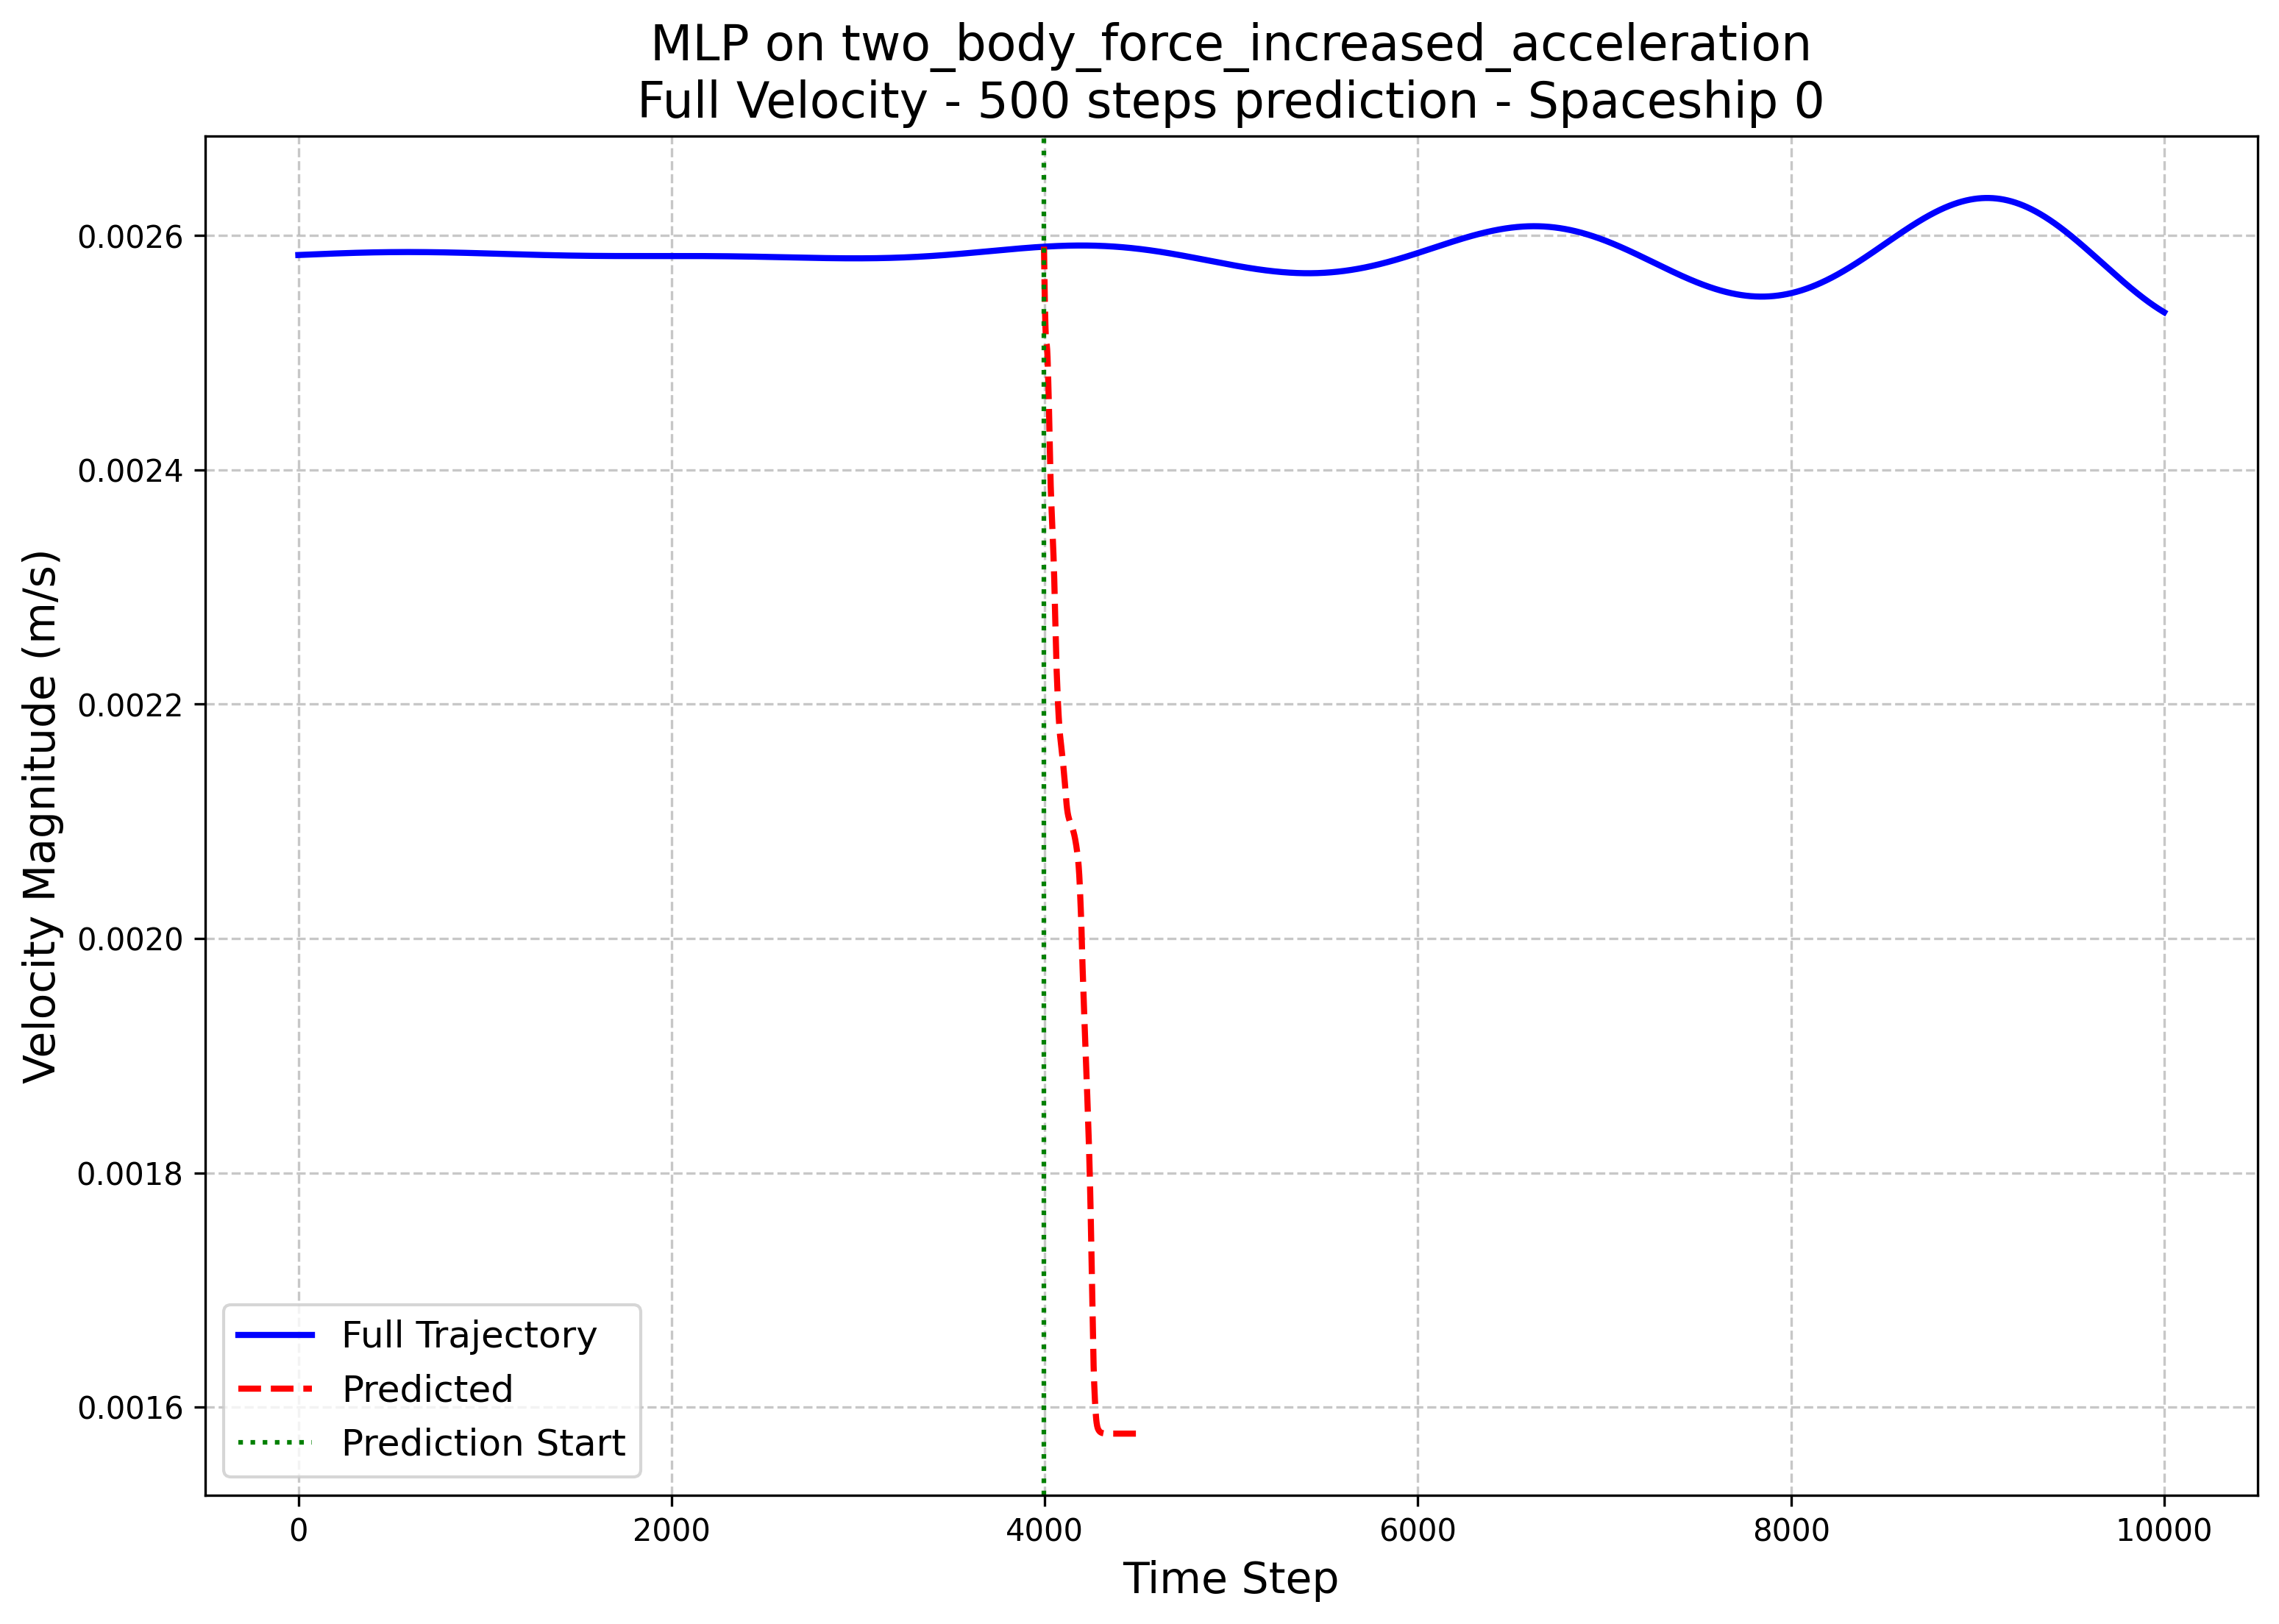 MLP on two_body_force_increased_acceleration
Full Velocity - 500 steps prediction - Spaceship 0
Velocity Magnitude (m/s)
0.0026
0.0024
0.0022
0.0020
0.0018
0.0016
Full Trajectory
Predicted
Prediction Start
0 2000 4000 6000 8000 10000
Time Step